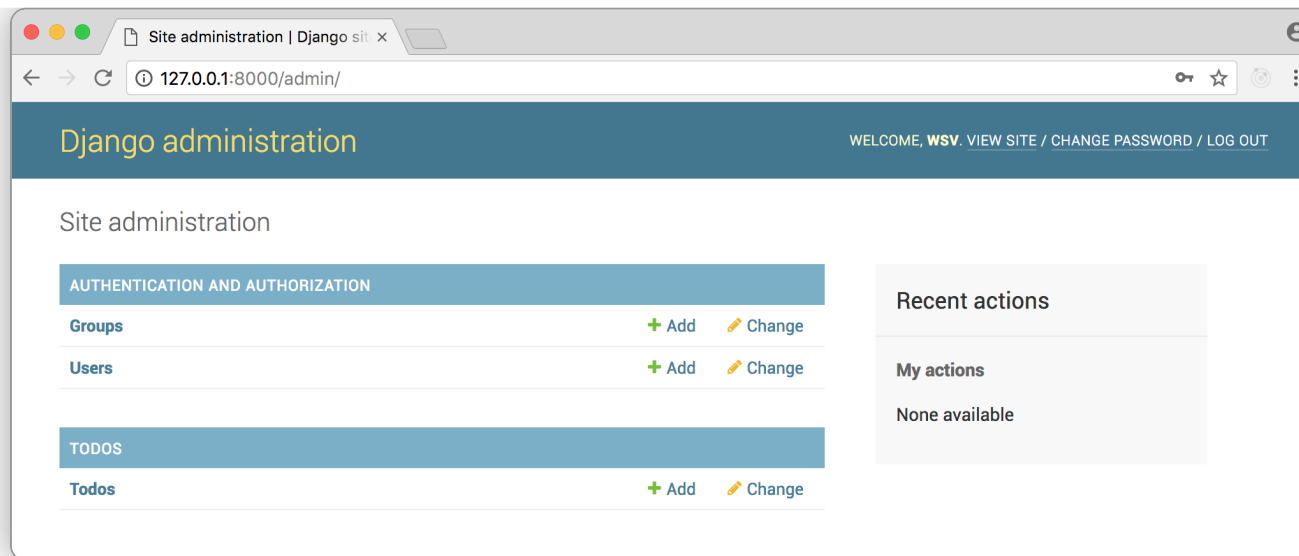 Site administration | Django sit
127.0.0.1:8000/admin/
Django administration
WELCOME, WSV. VIEW SITE / CHANGE PASSWORD / LOG OUT
Site administration
AUTHENTICATION AND AUTHORIZATION
Groups Add Change
Users Add Change
TODOS
Todos Add Change
Recent actions
My actions
None available